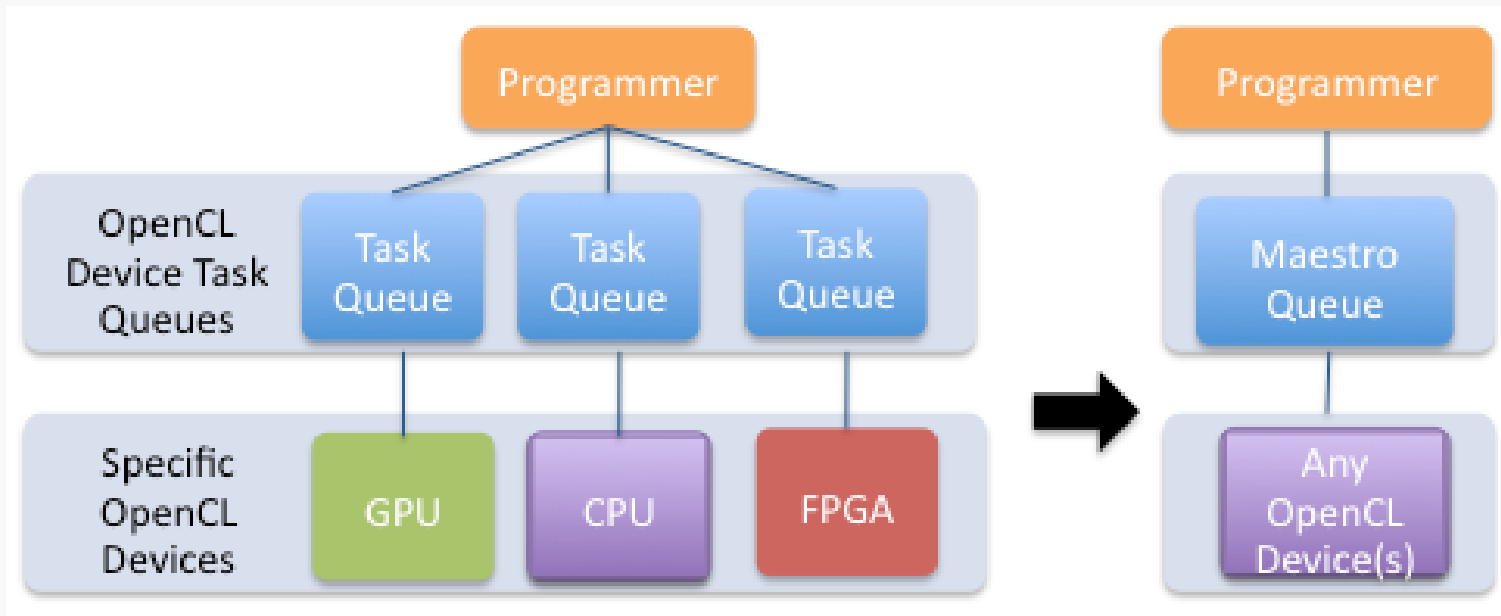 Programmer
OpenCL
Device Task
Queues
Task
Queue
Task
Queue
Task
Queue
Specific
OpenCL
Devices
GPU
CPU
FPGA
Programmer
Maestro
Queue
Any
OpenCL
Device(s)